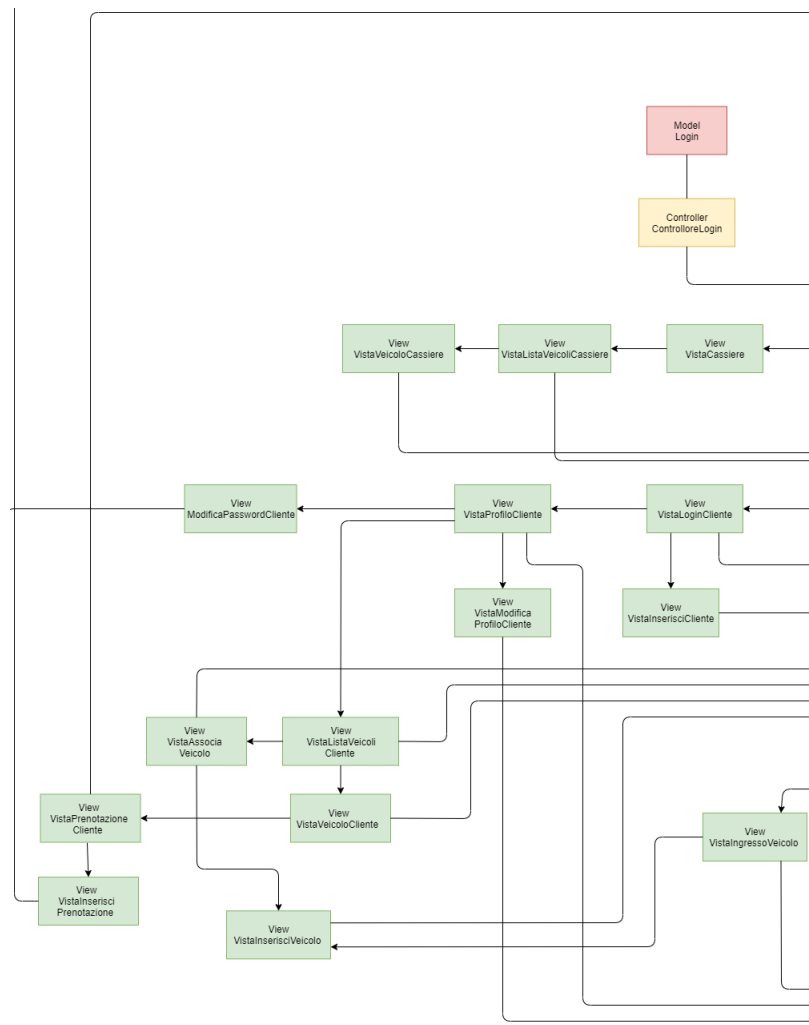 Model
Login
Controller
ControlloreLogin
View
VistaVeicoloCassiere
View
VistaListaVeicoliCassiere
View
VistaCassiere
View
ModificaPasswordCliente
View
VistaProfiloCliente
View
VistaLoginCliente
View
VistaModifica
ProfiloCliente
View
VistaInserisciCliente
View
VistaAssocia
Veicolo
View
VistaListaVeicoli
Cliente
View
VistaPrenotazione
Cliente
View
VistaVeicoloCliente
View
VistaIngressoVeicolo
View
VistaInserisci
Prenotazione
View
VistaInserisciVeicolo